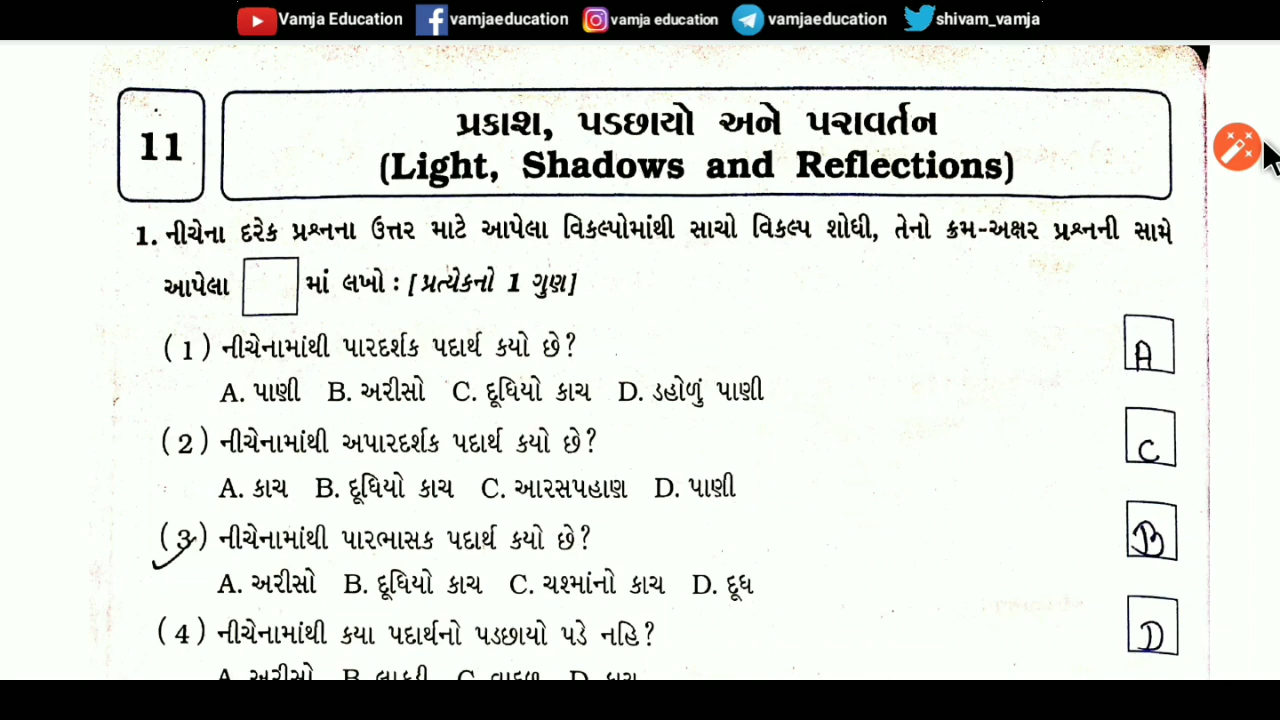 Vamja Education vamjaeducation vamja education vamjaeducation shivam_vamja
11
પ્રકાશ, પડછાયો અને પરાવર્તન
(Light, Shadows and Reflections)
1. નીચેના દરેક પ્રશ્નના ઉત્તર માટે આપેલા વિકલ્પોમાંથી સાચો વિકલ્પ શોધી, તેનો ક્રમ-અક્ષર પ્રશ્નની સામે
આપેલા માં લખો : [પ્રત્યેકનો 1 ગુણ]
(1) નીચેનામાંથી પારદર્શક પદાર્થ કયો છે? A
A. પાણી B. અરીસો C. દૂધિયો કાચ D. ડહોળું પાણી
(2) નીચેનામાંથી અપારદર્શક પદાર્થ કયો છે? C
A. કાચ B. દૂધિયો કાચ C. આરસપહાણ D. પાણી
(3) નીચેનામાંથી પારભાસક પદાર્થ કયો છે? B
A. અરીસો B. દૂધિયો કાચ C. ચશ્માંનો કાચ D. દૂધ
(4) નીચેનામાંથી કયા પદાર્થનો પડછાયો પડે નહિ? D
A. અરીસો B. લાકડી C. વાદળ D. કાચ